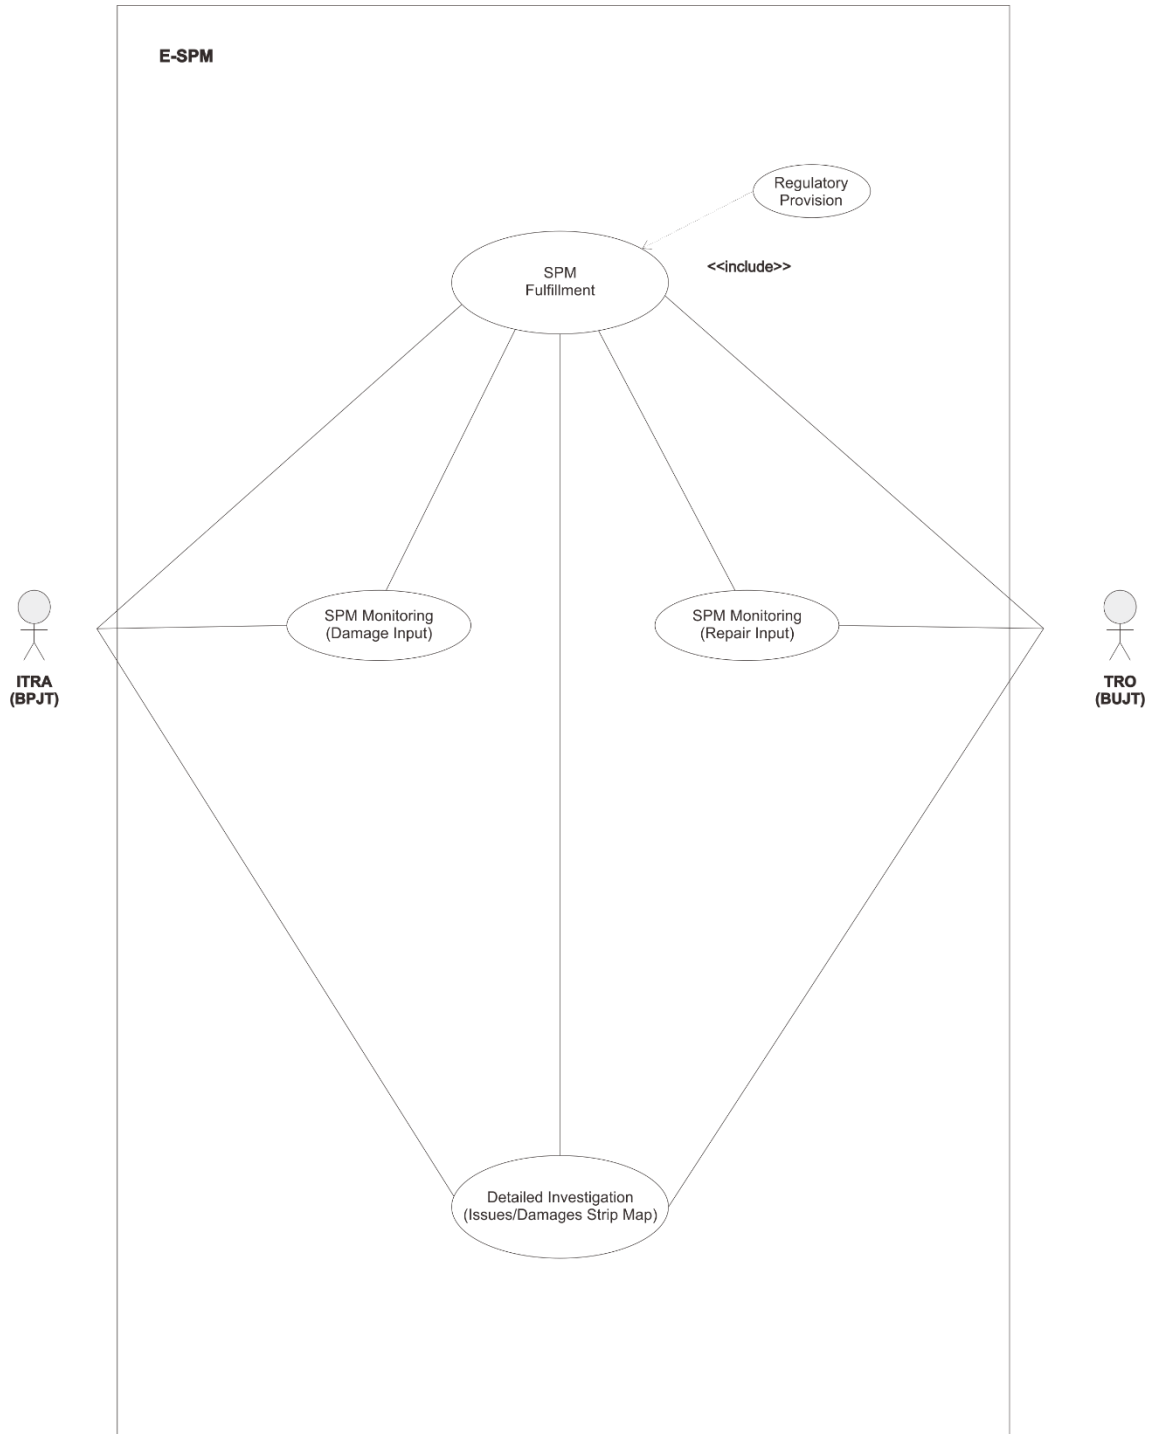 E-SPM
Regulatory
Provision
<<include>>
SPM
Fulfillment
SPM Monitoring
(Damage Input)
SPM Monitoring
(Repair Input)
ITRA
(BPJT)
TRO
(BUJT)
Detailed Investigation
(Issues/Damages Strip Map)